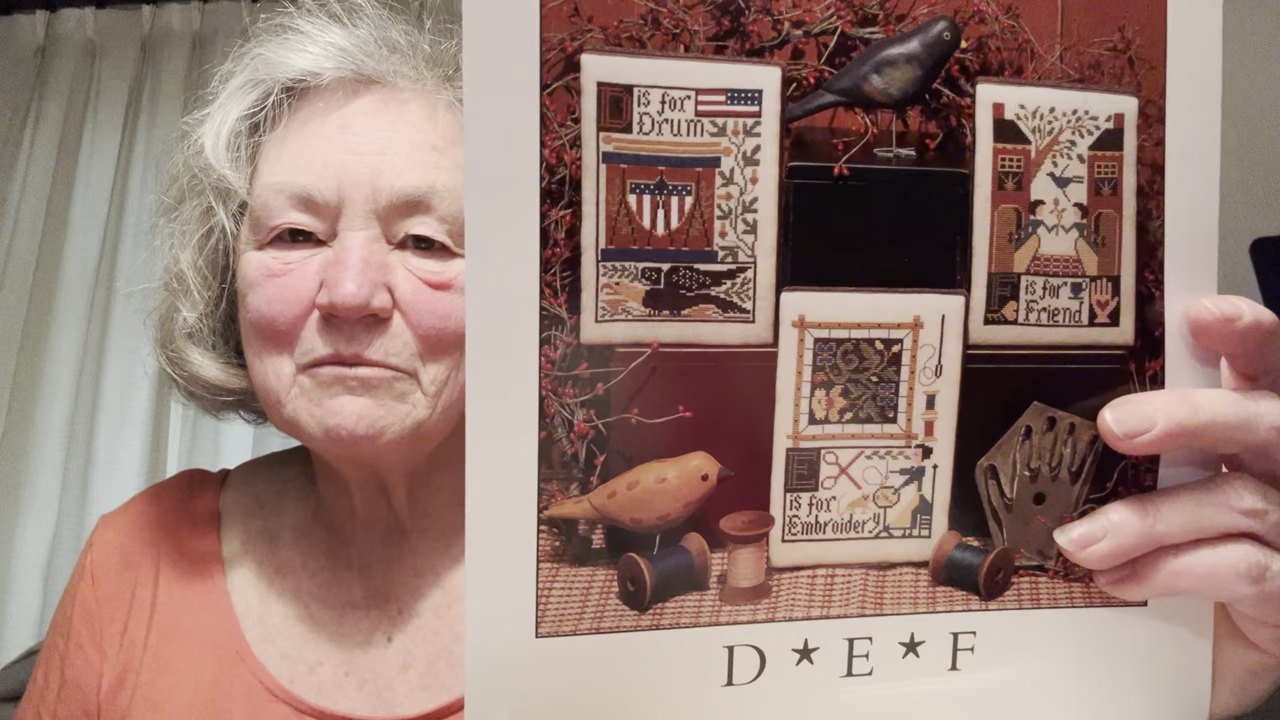 D is for
Drum
F is for
Friend
E
is for
Embroidery
D ★ E ★ F